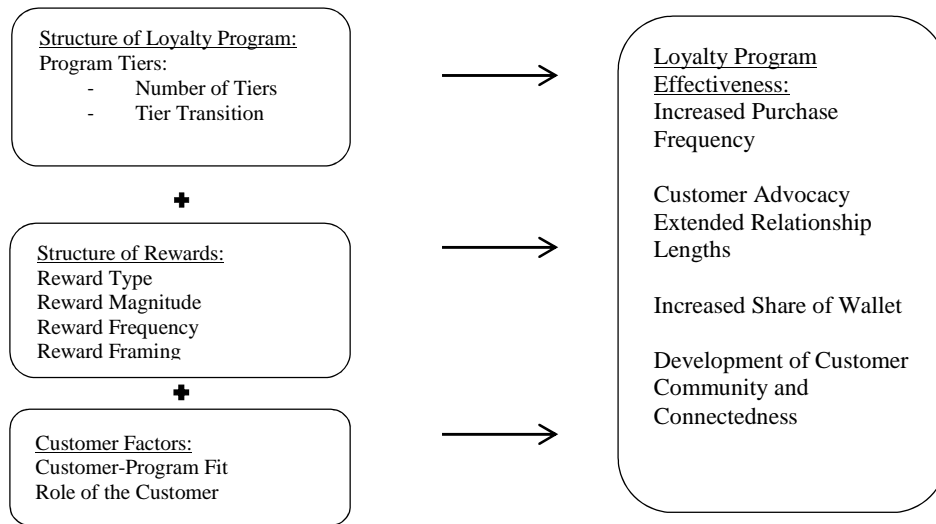 Structure of Loyalty Program:
Program Tiers:
- Number of Tiers
- Tier Transition
+
Structure of Rewards:
Reward Type
Reward Magnitude
Reward Frequency
Reward Framing
+
Customer Factors:
Customer-Program Fit
Role of the Customer
Loyalty Program
Effectiveness:
Increased Purchase
Frequency
Customer Advocacy
Extended Relationship
Lengths
Increased Share of Wallet
Development of Customer
Community and
Connectedness